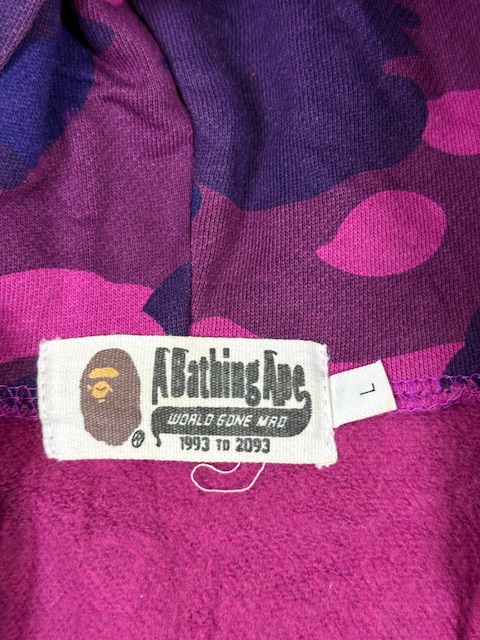 A Bathing Ape
WORLD GONE MAD
1993 TO 2093
®
L